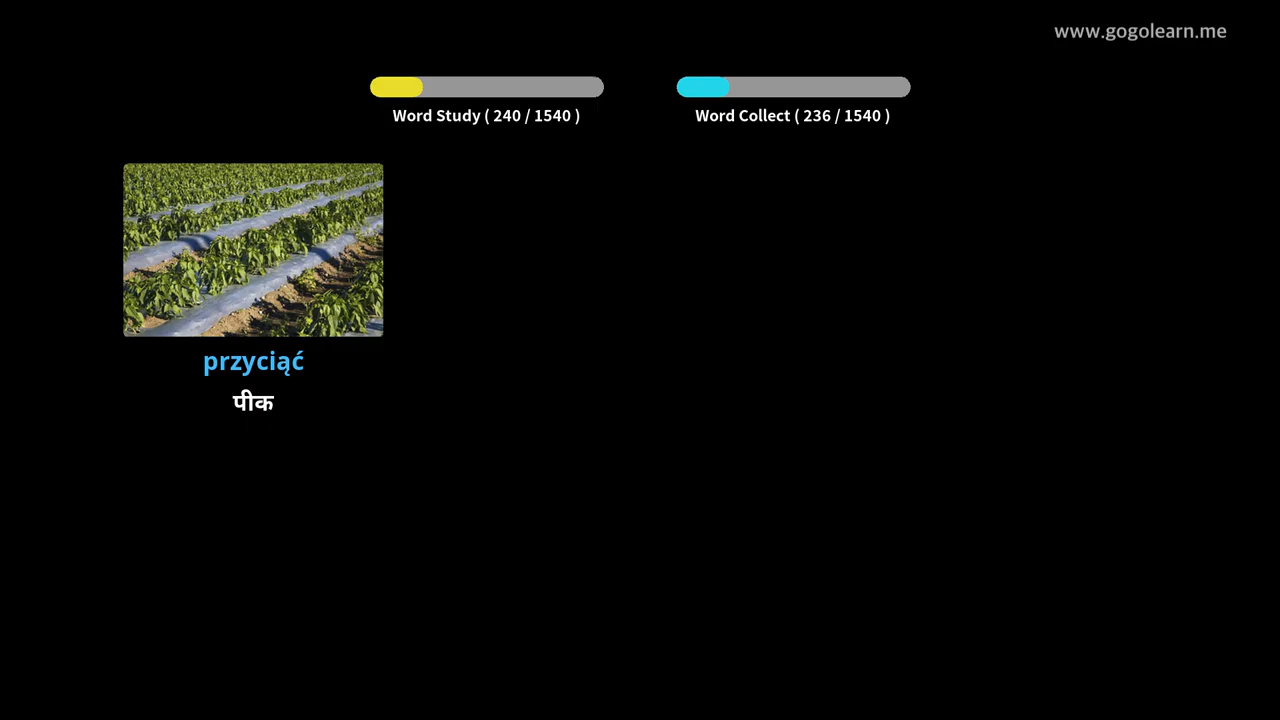 www.gogolearn.me
Word Study ( 240 / 1540 )
Word Collect ( 236 / 1540 )
przyciąć
पीक